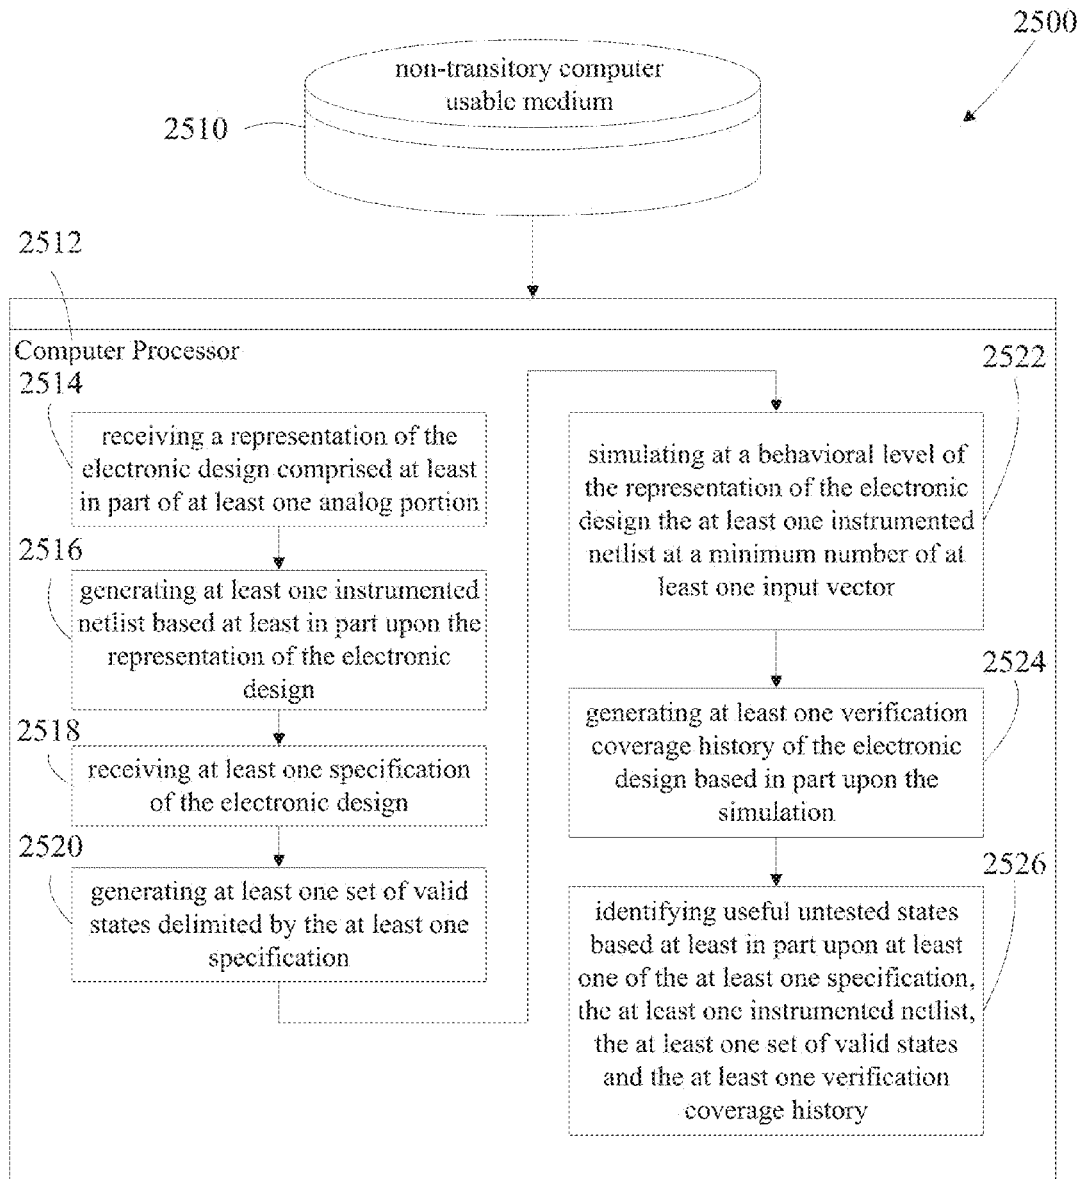 2500
non-transitory computer
usable medium
2510
2512
Computer Processor
2514
receiving a representation of the
electronic design comprised at least
in part of at least one analog portion
2516
generating at least one instrumented
netlist based at least in part upon the
representation of the electronic
design
2518
receiving at least one specification
of the electronic design
2520
generating at least one set of valid
states delimited by the at least one
specification
2522
simulating at a behavioral level of
the representation of the electronic
design the at least one instrumented
netlist at a minimum number of at
least one input vector
2524
generating at least one verification
coverage history of the electronic
design based in part upon the
simulation
2526
identifying useful untested states
based at least in part upon at least
one of the at least one specification,
the at least one instrumented netlist,
the at least one set of valid states
and the at least one verification
coverage history